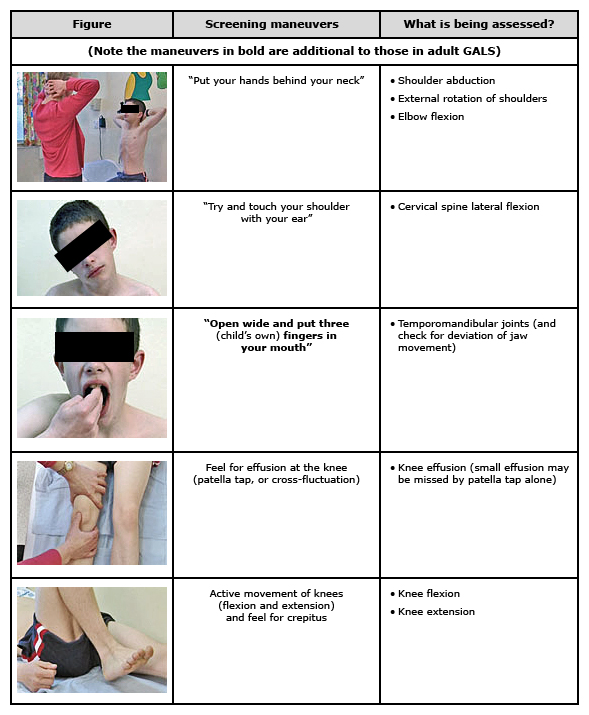 Figure
Screening maneuvers
What is being assessed?
(Note the maneuvers in bold are additional to those in adult GALS)
“Put your hands behind your neck”
• Shoulder abduction
• External rotation of shoulders
• Elbow flexion
“Try and touch your shoulder
with your ear”
• Cervical spine lateral flexion
“Open wide and put three
(child’s own) fingers in
your mouth”
• Temporomandibular joints (and
check for deviation of jaw
movement)
Feel for effusion at the knee
(patella tap, or cross-fluctuation)
• Knee effusion (small effusion may
be missed by patella tap alone)
Active movement of knees
(flexion and extension)
and feel for crepitus
• Knee flexion
• Knee extension